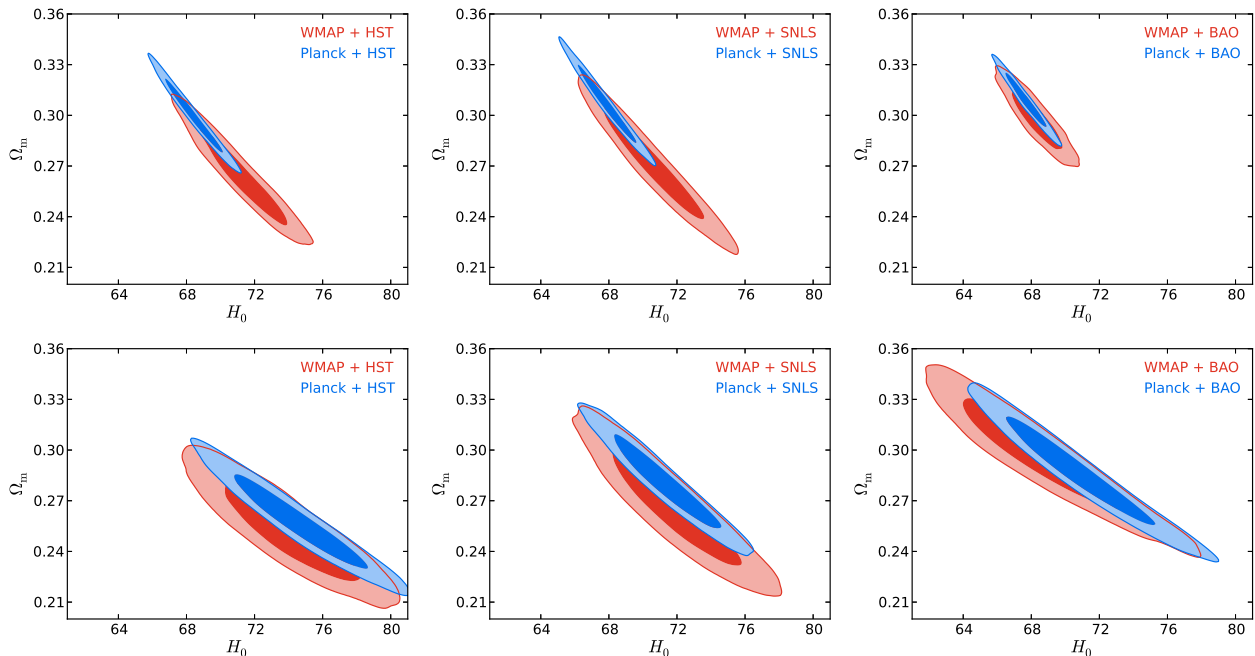 WMAP + HST
Planck + HST
0.36
0.33
0.30
0.27
0.24
0.21
Ωm
64 68 72 76 80
H0
WMAP + SNLS
Planck + SNLS
0.36
0.33
0.30
0.27
0.24
0.21
Ωm
64 68 72 76 80
H0
WMAP + BAO
Planck + BAO
0.36
0.33
0.30
0.27
0.24
0.21
Ωm
64 68 72 76 80
H0
WMAP + HST
Planck + HST
0.36
0.33
0.30
0.27
0.24
0.21
Ωm
64 68 72 76 80
H0
WMAP + SNLS
Planck + SNLS
0.36
0.33
0.30
0.27
0.24
0.21
Ωm
64 68 72 76 80
H0
WMAP + BAO
Planck + BAO
0.36
0.33
0.30
0.27
0.24
0.21
Ωm
64 68 72 76 80
H0